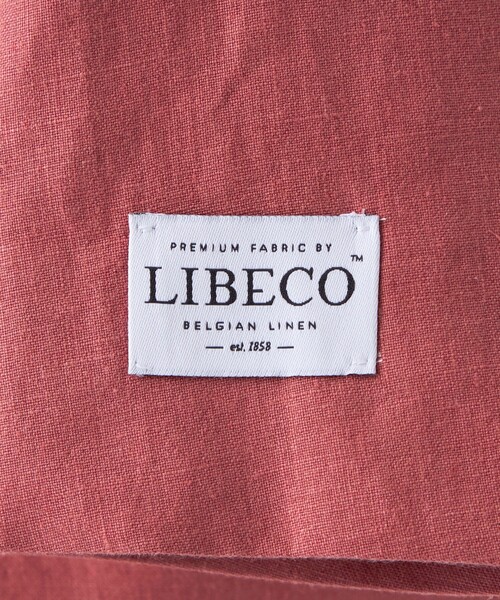 PREMIUM FABRIC BY
LIBECO™
BELGIAN LINEN
— est. 1858 —